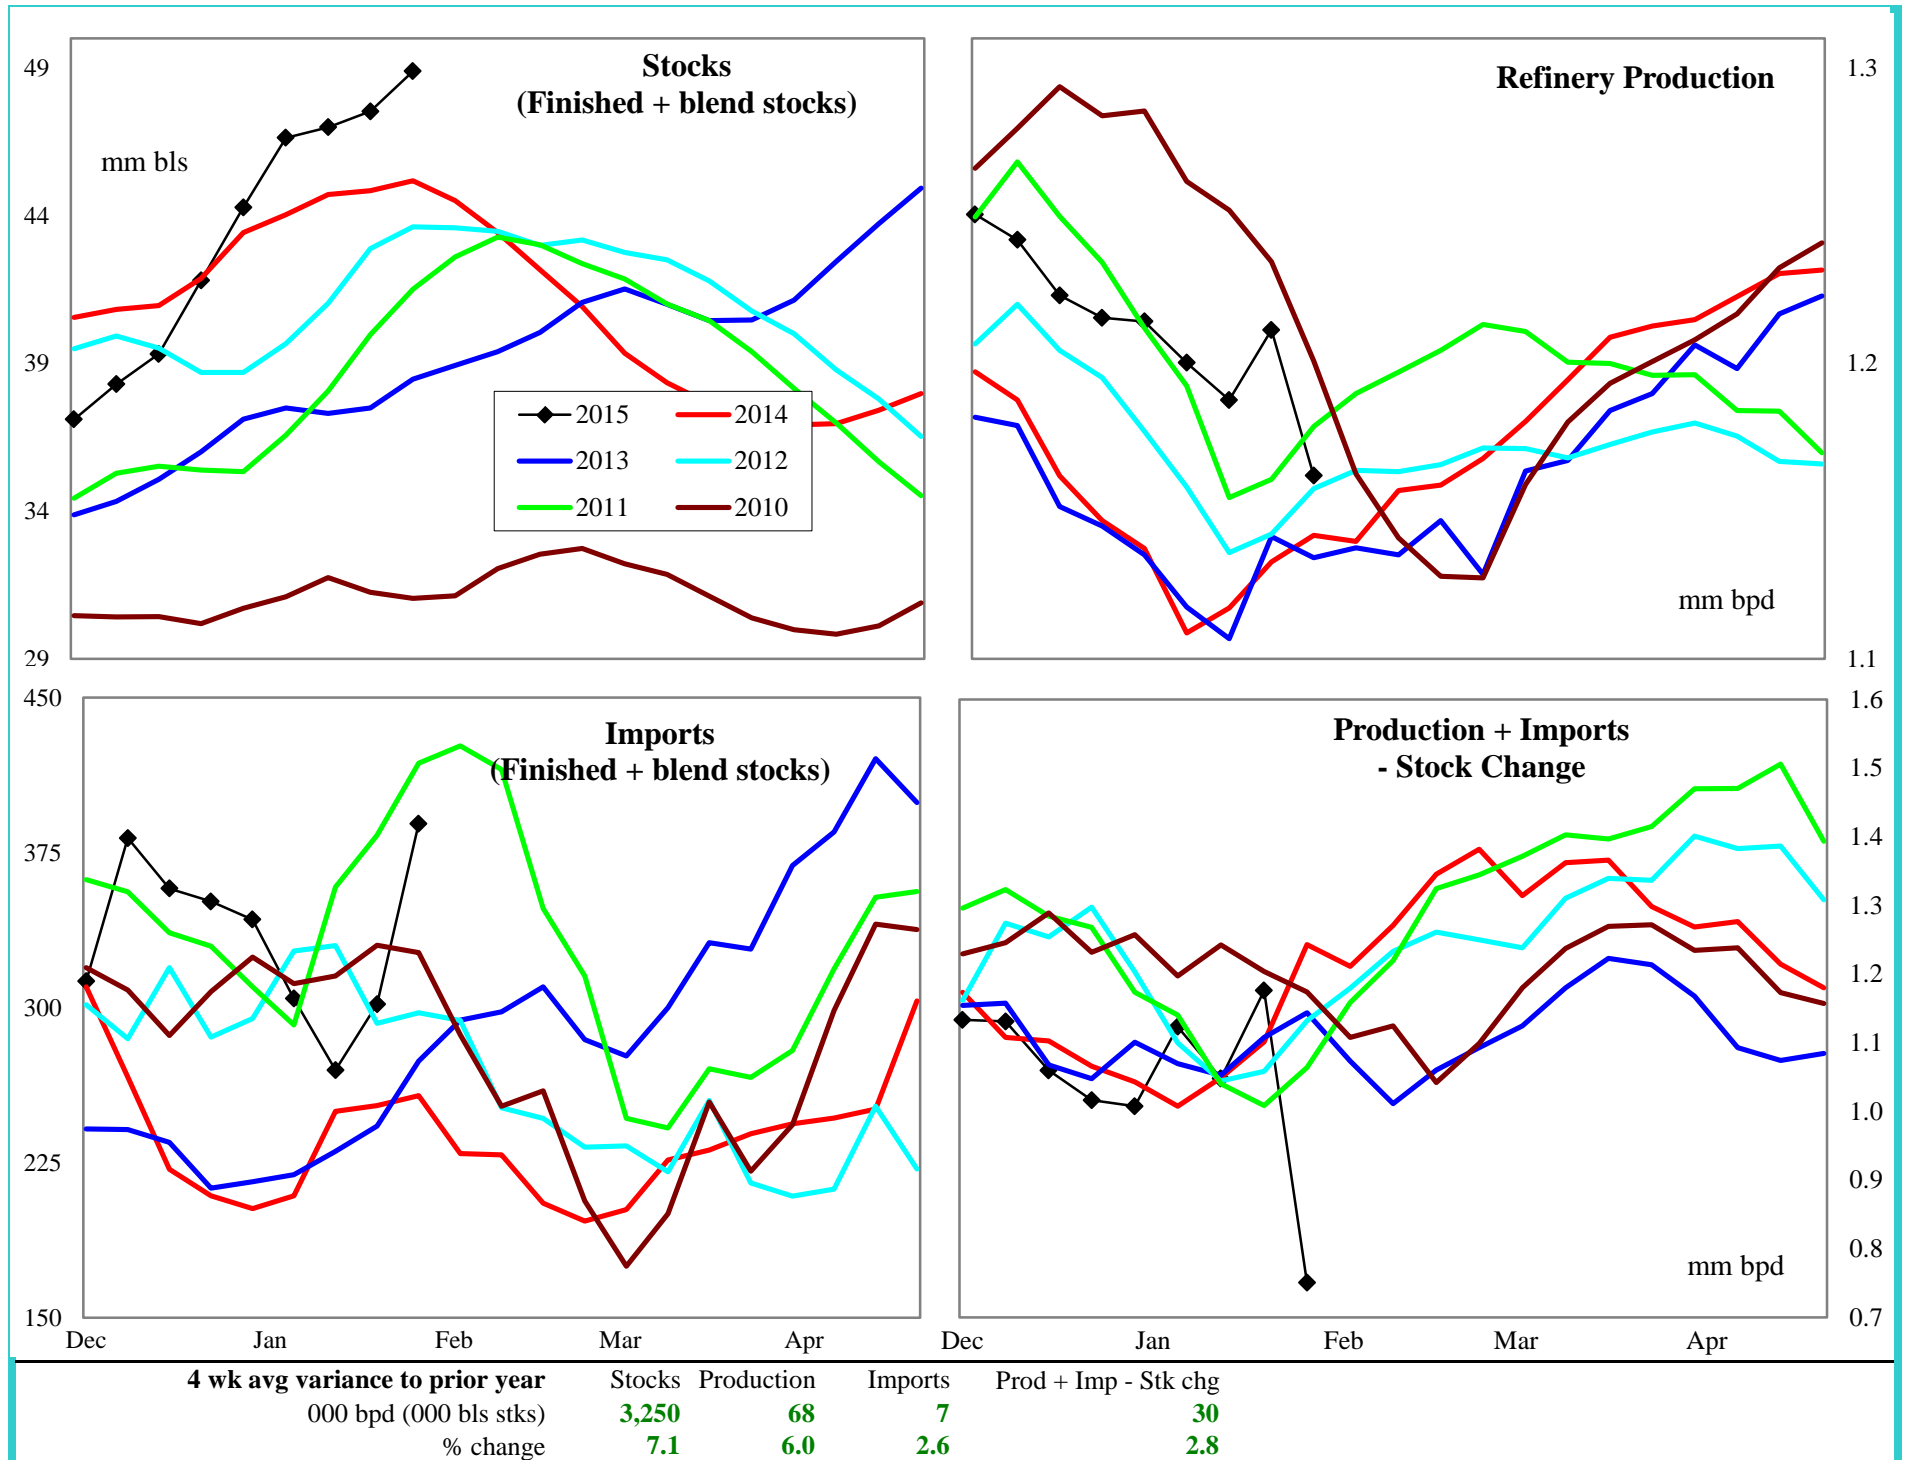 Stocks
(Finished + blend stocks)
mm bls
49
44
39
34
29
2015
2014
2013
2012
2011
2010
Refinery Production
mm bpd
1.3
1.2
1.1
Imports
(Finished + blend stocks)
450
375
300
225
150
Dec
Jan
Feb
Mar
Apr
Production + Imports
- Stock Change
mm bpd
1.6
1.5
1.4
1.3
1.2
1.1
1.0
0.9
0.8
0.7
Dec
Jan
Feb
Mar
Apr
4 wk avg variance to prior year Stocks Production Imports Prod + Imp - Stk chg
000 bpd (000 bls stks) 3,250 68 7 30
% change 7.1 6.0 2.6 2.8